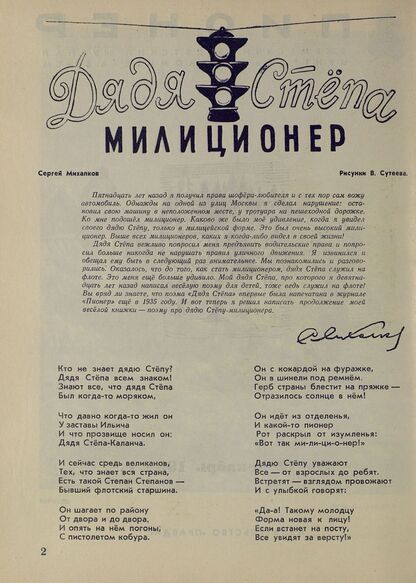 Дядя Стёпа
МИЛИЦИОНЕР
Сергей Михалков
Рисунки В. Сутеева.
Пятнадцать лет назад я получил права шофёра-любителя и с тех пор сам вожу
автомобиль. Однажды на одной из улиц Москвы я сделал нарушение: оста-
новил свою машину в неположенном месте, у тротуара на пешеходной дорожке.
Ко мне подошёл милиционер. Каково же было моё удивление, когда я увидел
своего дядю Стёпу, только в милицейской форме. Это был очень высокий мили-
ционер. Выше всех милиционеров, каких я когда-либо видел в своей жизни!
Дядя Стёпа вежливо попросил меня предъявить водительские права и попро-
сил больше никогда не нарушать правил уличного движения. Я извинился и
обещал ему быть в следующий раз внимательнее. Мы познакомились и разгово-
рились. Оказалось, что до того, как стать милиционером, дядя Стёпа служил на
флоте. Это меня ещё больше удивило. Мой дядя Стёпа, про которого я девятна-
дцать лет назад написал весёлую поэму для детей, тоже ведь служил на флоте!
Вы вряд ли знаете, что поэма «Дядя Стёпа» впервые была напечатана в журнале
«Пионер» ещё в 1935 году. И вот теперь я решил написать продолжение моей
весёлой книжки — поэму про дядю Стёпу-милиционера.
Кто не знает дядю Стёпу?
Дядя Стёпа всем знаком!
Знают все, что дядя Стёпа
Был когда-то моряком,
Что давно когда-то жил он
У заставы Ильича
И что прозвище носил он:
Дядя Стёпа-Каланча.
И сейчас средь великанов,
Тех, что знает вся страна,
Есть такой Степан Степанов —
Бывший флотский старшина.
Он шагает по району
От двора и до двора,
И опять на нём погоны,
С пистолетом кобура.
Он с кокардой на фуражке,
Он в шинели под ремнём.
Герб страны блестит на пряжке —
Отразилось солнце в нём!
Он идёт из отделенья,
И какой-то пионер
Рот раскрыл от изумленья:
«Вот так ми-ли-ци-о-нер!»
Дядю Стёпу уважают
Все — от взрослых до ребят.
Встретят — взглядом провожают
И с улыбкой говорят:
«Да-а! Такому молодцу
Форма новая к лицу!
Если встанет он на посту,
Все увидят за версту!»
2